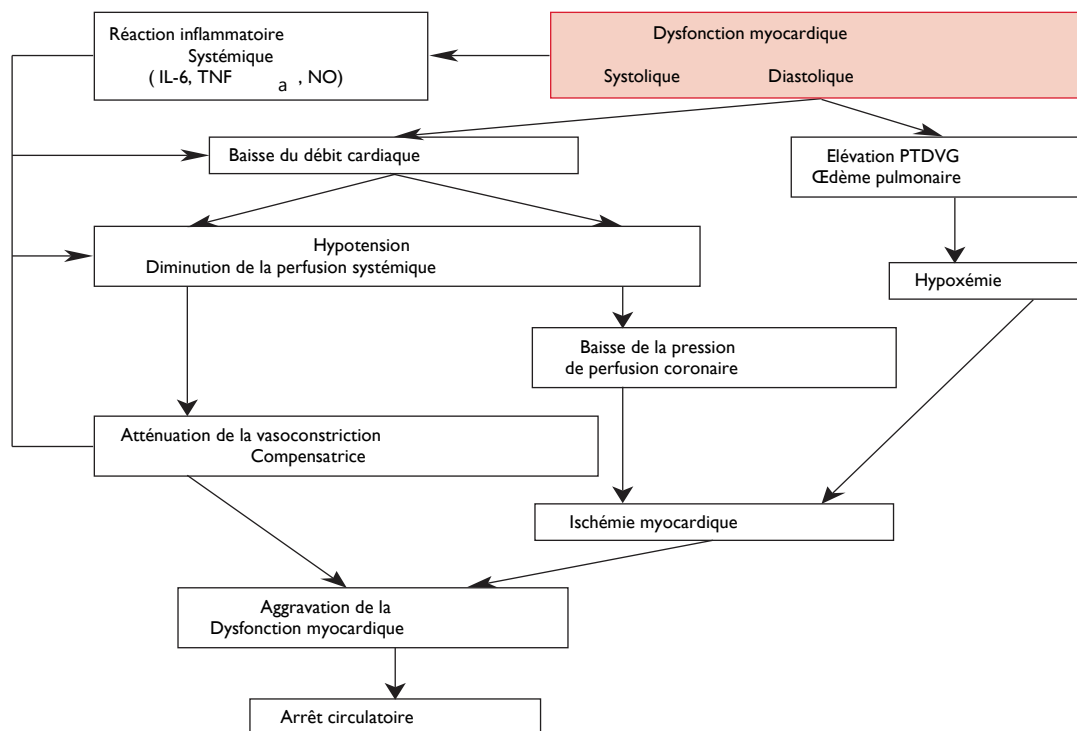 Réaction inflammatoire
Systémique
( IL-6, TNF a , NO)
Dysfonction myocardique
Systolique Diastolique
Baisse du débit cardiaque
Elévation PTDVG
Œdème pulmonaire
Hypotension
Diminution de la perfusion systémique
Hypoxémie
Baisse de la pression
de perfusion coronaire
Atténuation de la vasoconstriction
Compensatrice
Ischémie myocardique
Aggravation de la
Dysfonction myocardique
Arrêt circulatoire